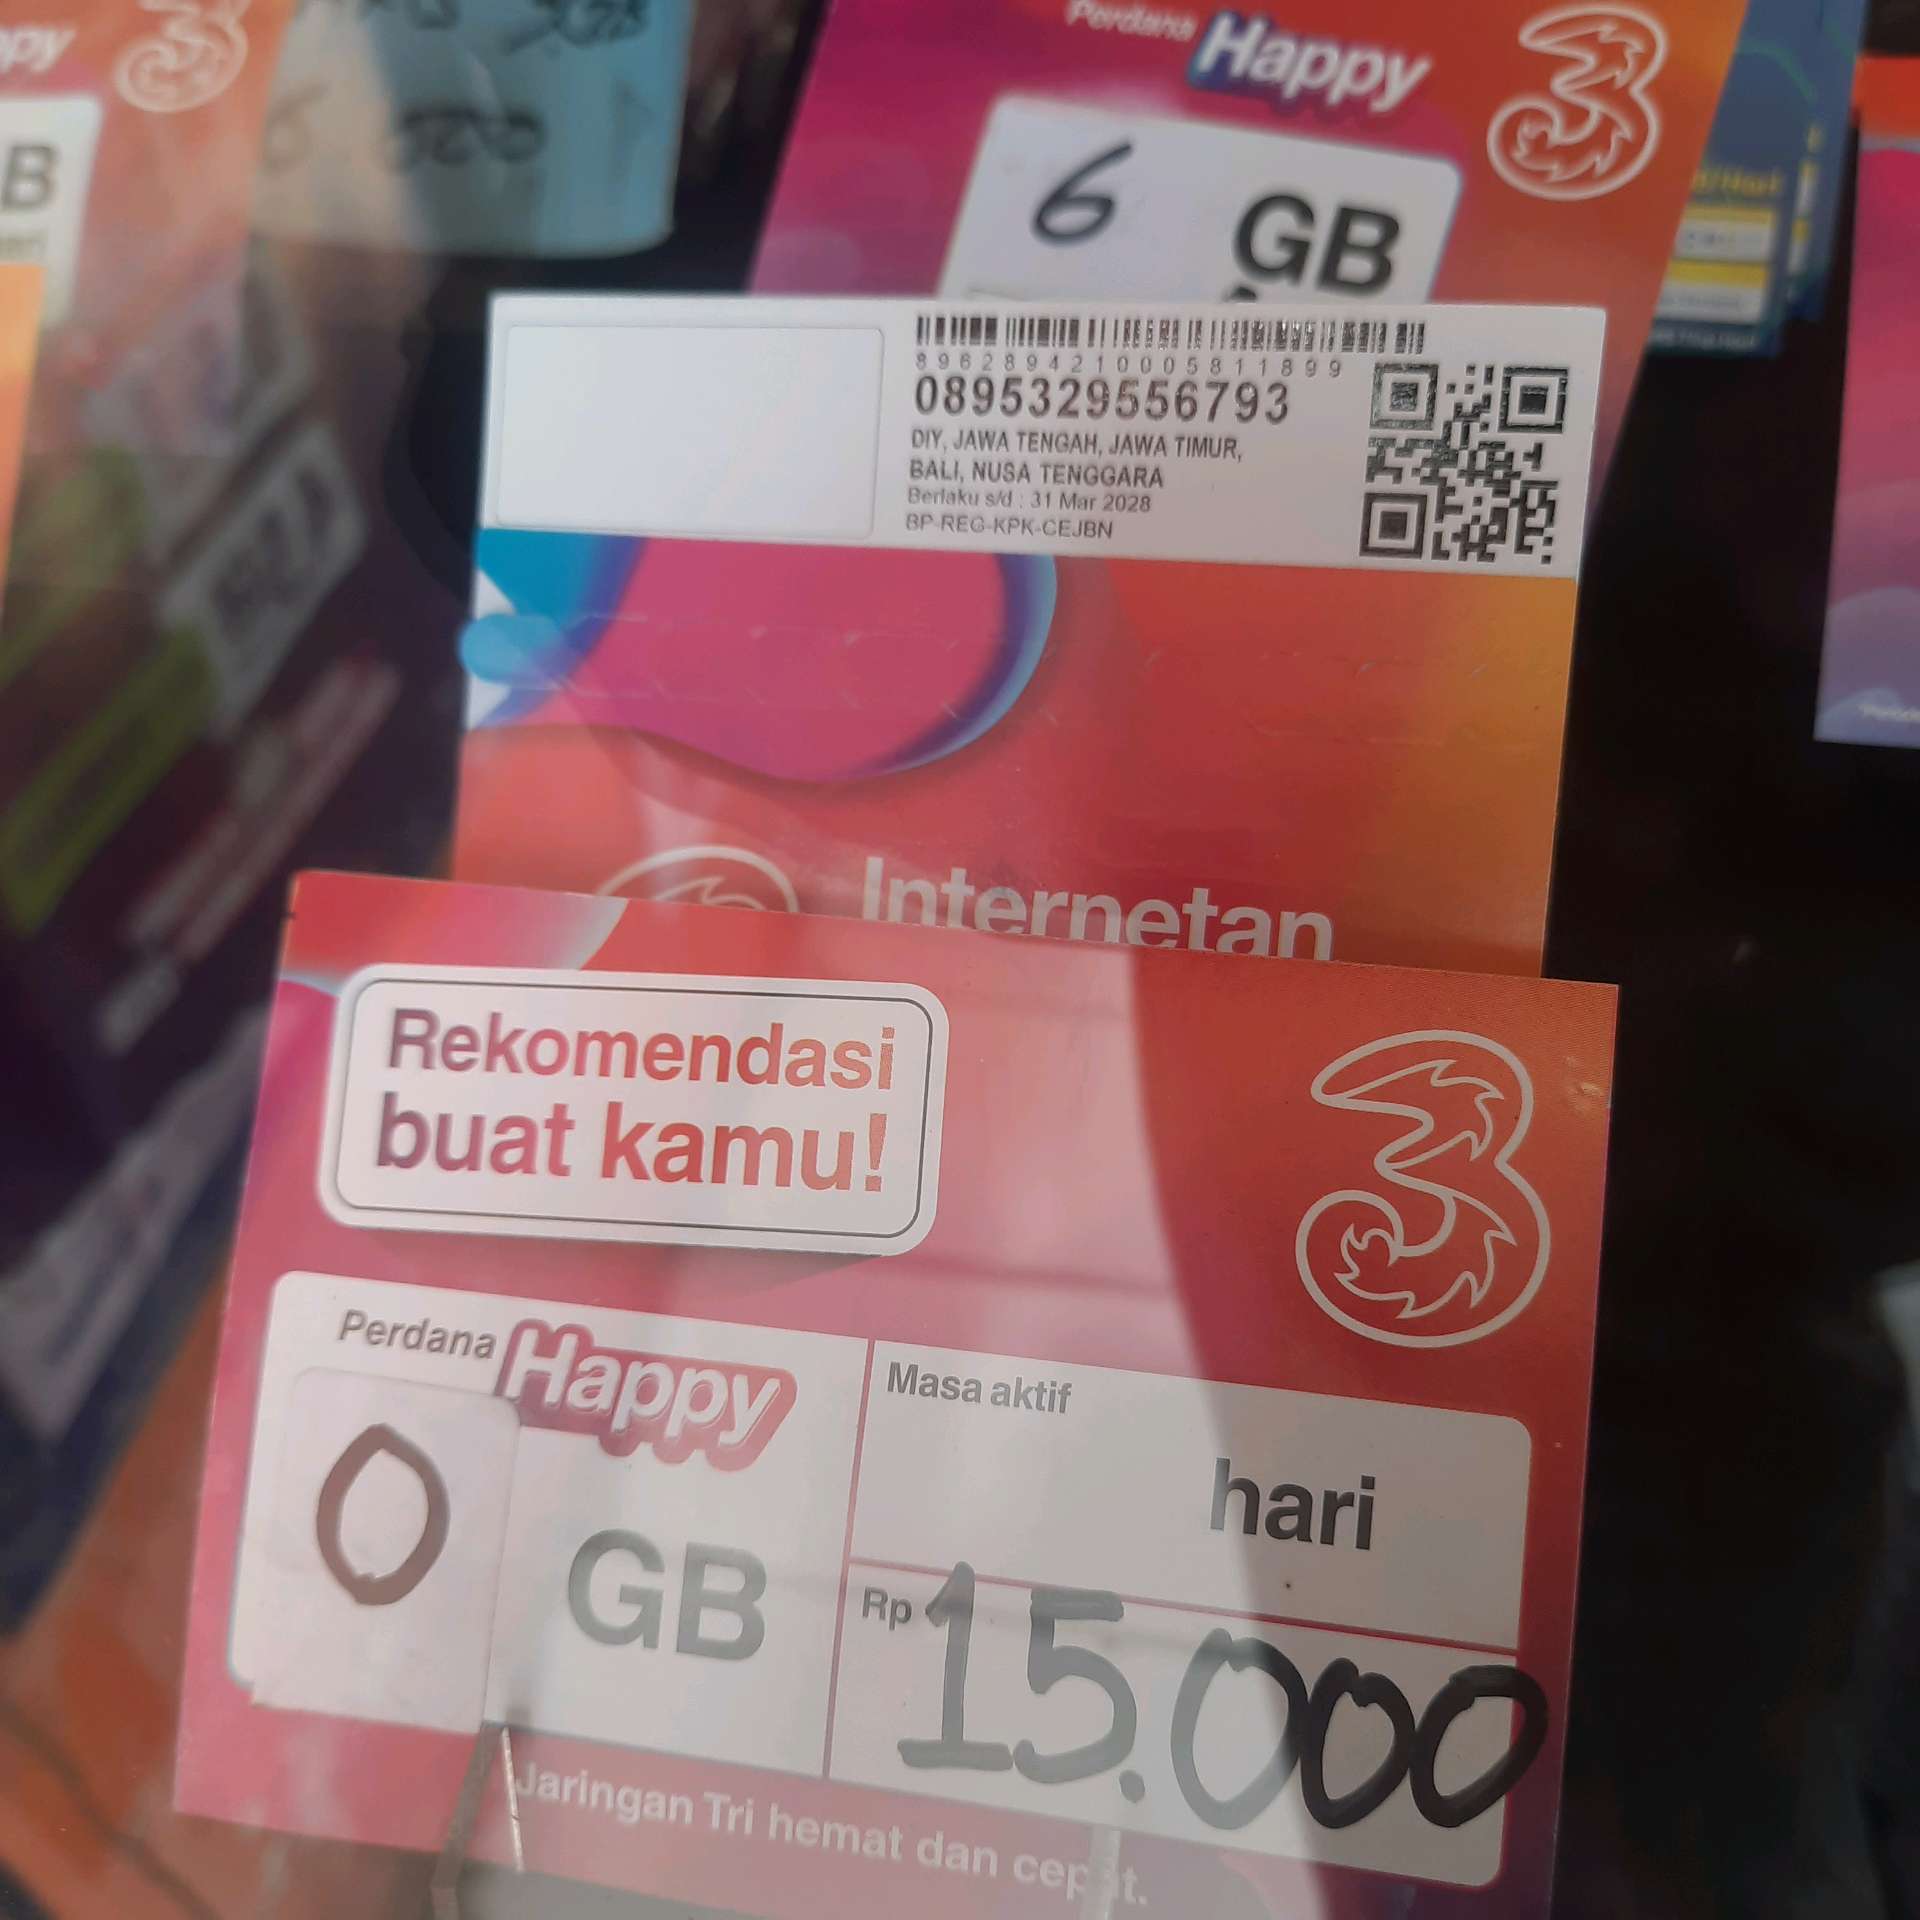 Perdana Happy
3
6 GB
8962894210005811899
0895329556793
DIY, JAWA TENGAH, JAWA TIMUR,
BALI, NUSA TENGGARA
Berlaku s/d : 31 Mar 2028
BP-REG-KPK-CEJBN
Internetan
Rekomendasi
buat kamu!
3
Perdana Happy
0 GB
Masa aktif
hari
Rp 15.000
Jaringan Tri hemat dan cepat.